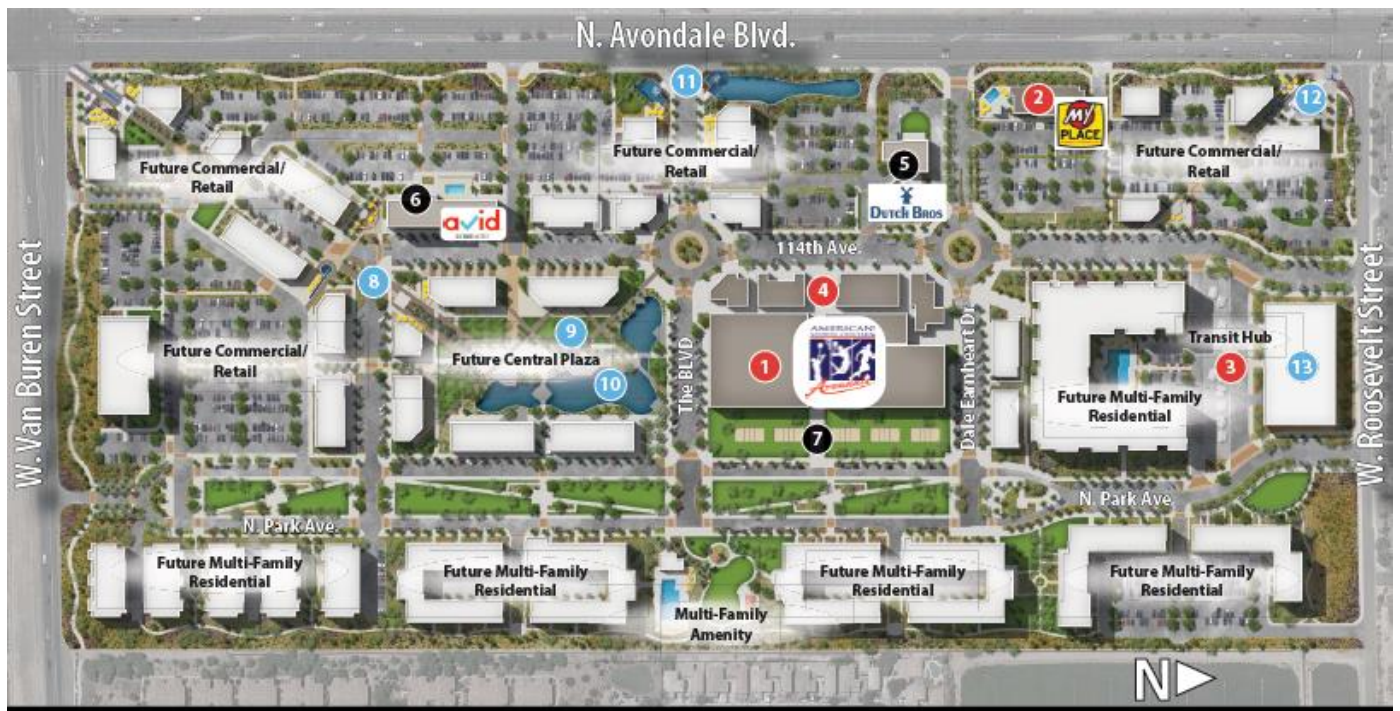 N. Avondale Blvd.
11
2
MY
PLACE
12
Future Commercial/
Retail
Future Commercial/
Retail
Future Commercial/
Retail
5
DUTCH BROS
6
avid
114th Ave.
W. Van Buren Street
W. Roosevelt Street
8
9
Future Central Plaza
10
Future Commercial/
Retail
The BLVD
4
1
AMERICAN
Avondale
7
Dale Earnheart Dr.
Transit Hub
3
13
Future Multi-Family
Residential
N. Park Ave.
N. Park Ave.
Future Multi-Family
Residential
Future Multi-Family
Residential
Multi-Family
Amenity
Future Multi-Family
Residential
Future Multi-Family
Residential
N